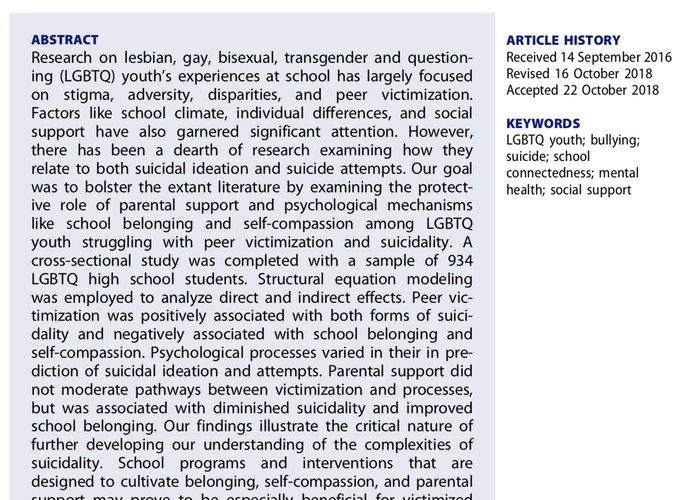 ABSTRACT
Research on lesbian, gay, bisexual, transgender and question-
ing (LGBTQ) youth's experiences at school has largely focused
on stigma, adversity, disparities, and peer victimization.
Factors like school climate, individual differences, and social
support have also garnered significant attention. However,
there has been a dearth of research examining how they
relate to both suicidal ideation and suicide attempts. Our goal
was to bolster the extant literature by examining the protect-
ive role of parental support and psychological mechanisms
like school belonging and self-compassion among LGBTQ
youth struggling with peer victimization and suicidality. A
cross-sectional study was completed with a sample of 934
LGBTQ high school students. Structural equation modeling
was employed to analyze direct and indirect effects. Peer vic-
timization was positively associated with both forms of suici-
dality and negatively associated with school belonging and
self-compassion. Psychological processes varied in their in pre-
diction of suicidal ideation and attempts. Parental support did
not moderate pathways between victimization and processes,
but was associated with diminished suicidality and improved
school belonging. Our findings illustrate the critical nature of
further developing our understanding of the complexities of
suicidality. School programs and interventions that are
designed to cultivate belonging, self-compassion, and parental
support may prove to be especially beneficial for victimized
ARTICLE HISTORY
Received 14 September 2016
Revised 16 October 2018
Accepted 22 October 2018
KEYWORDS
LGBTQ youth; bullying;
suicide; school
connectedness; mental
health; social support